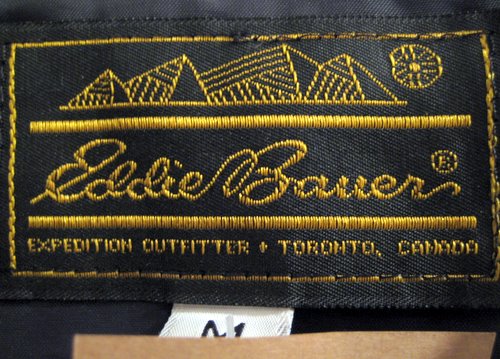 Eddie Bauer ®
EXPEDITION OUTFITTER • TORONTO, CANADA